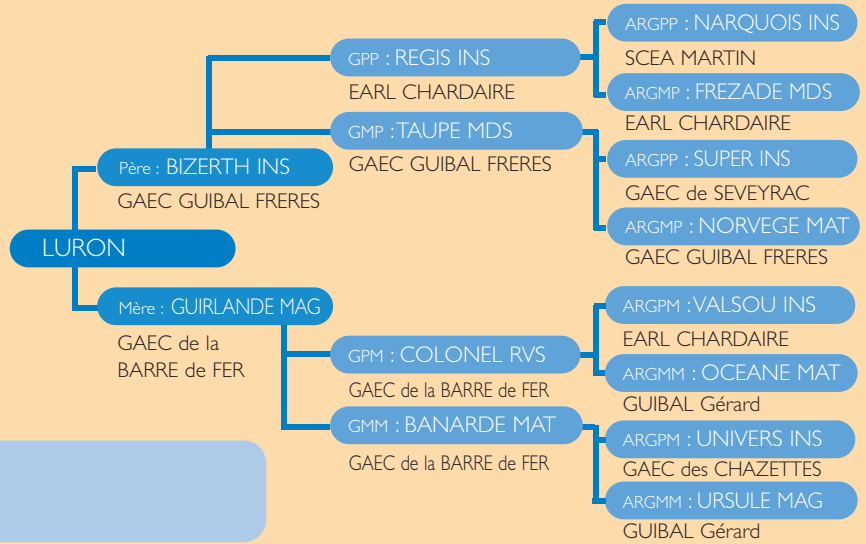 LURON
Père : BIZERTH INS
GAEC GUIBAL FRERES
Mère : GUIRLANDE MAG
GAEC de la
BARRE de FER
GPP : REGIS INS
EARL CHARDAIRE
GMP : TAUPE MDS
GAEC GUIBAL FRERES
GPM : COLONEL RVS
GAEC de la BARRE de FER
GMM : BANARDE MAT
GAEC de la BARRE de FER
ARGPP : NARQUOIS INS
SCEA MARTIN
ARGMP : FREZADE MDS
EARL CHARDAIRE
ARGPP : SUPER INS
GAEC de SEVEYRAC
ARGMP : NORVEGE MAT
GAEC GUIBAL FRERES
ARGPM : VALSOU INS
EARL CHARDAIRE
ARGMM : OCEANE MAT
GUIBAL Gérard
ARGPM : UNIVERS INS
GAEC des CHAZETTES
ARGMM : URSULE MAG
GUIBAL Gérard